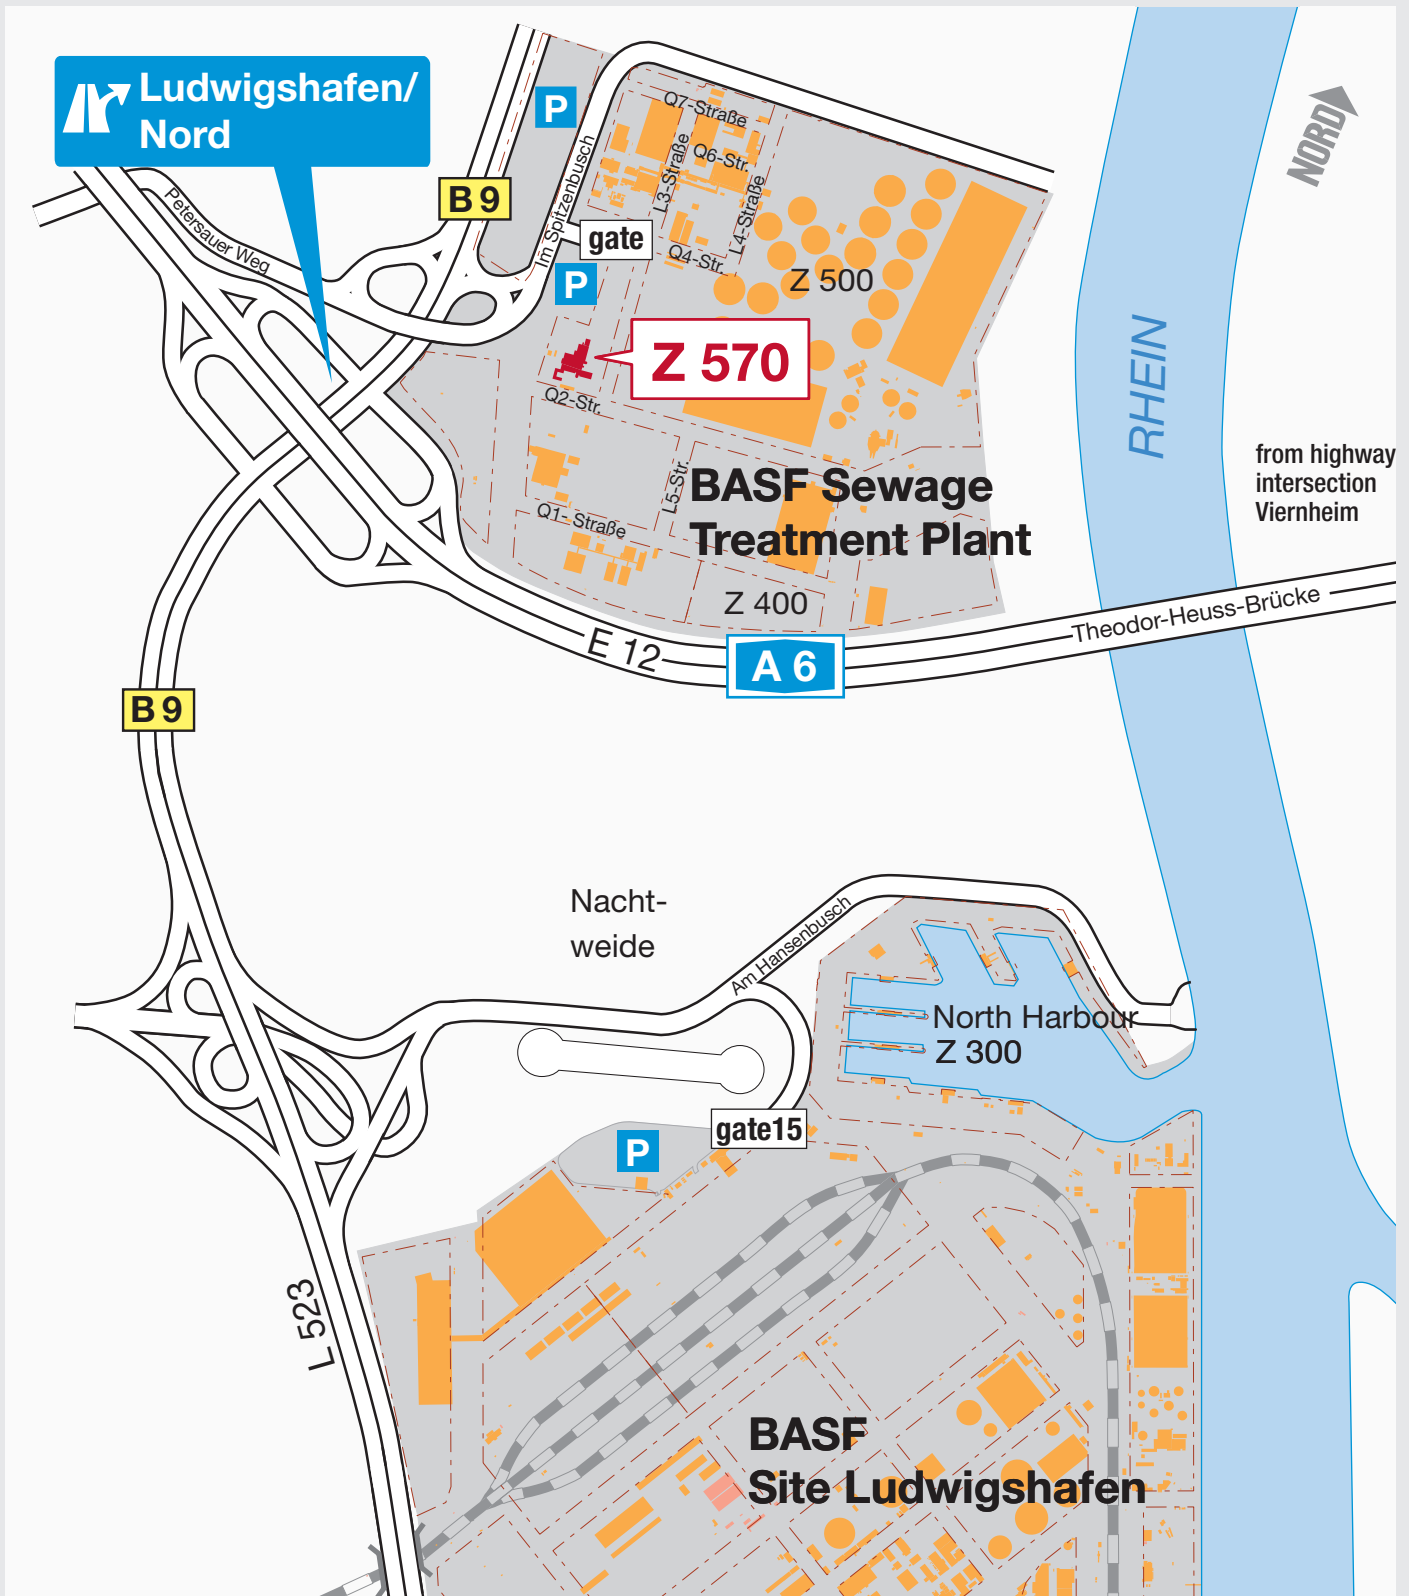 Ludwigshafen/
Nord
P
B 9
Petersauer Weg
Im Spitzenbusch
gate
P
Q7-Straße
Q6-Str.
L3-Straße
L4-Straße
Q4-Str.
Z 500
NORD
Z 570
Q2-Str.
RHEIN
L5-Str.
BASF Sewage
Treatment Plant
Q1- Straße
from highway
intersection
Viernheim
Z 400
Theodor-Heuss-Brücke
E 12
A 6
B 9
Nacht-
weide
Am Hansenbusch
North Harbour
Z 300
gate15
P
L 523
BASF
Site Ludwigshafen